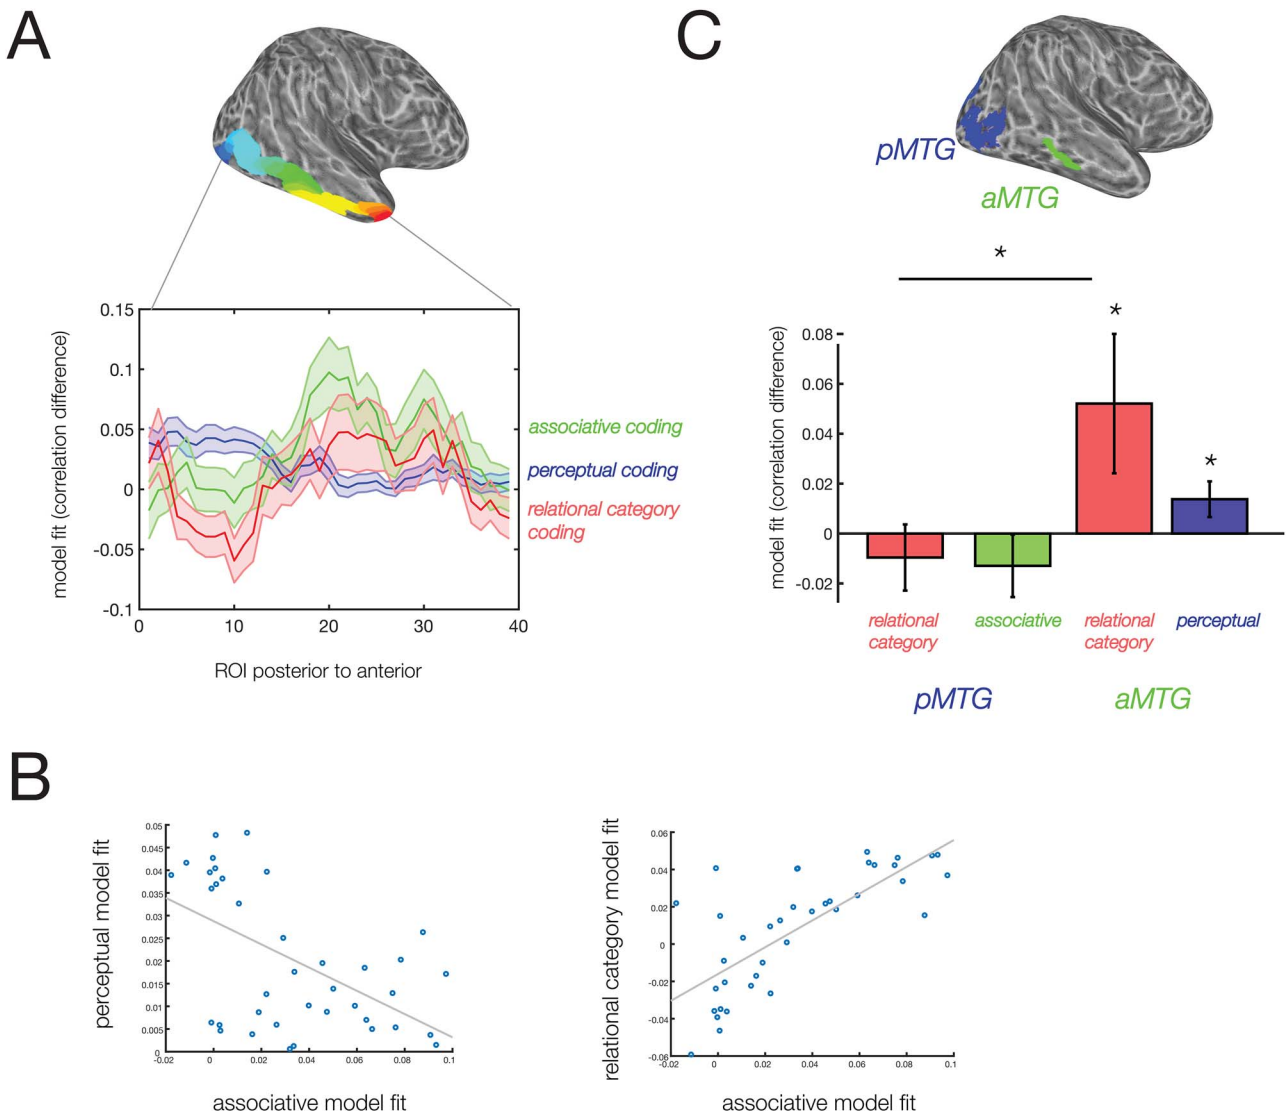 A
0.15
0.1
0.05
0
-0.05
-0.1
0
10
20
30
40
model fit (correlation difference)
ROI posterior to anterior
associative coding
perceptual coding
relational category
coding
C
pMTG
aMTG
*
*
*
0.08
0.06
0.04
0.02
0
-0.02
model fit (correlation difference)
relational
category
associative
relational
category
perceptual
pMTG
aMTG
B
0.05
0.045
0.04
0.035
0.03
0.025
0.02
0.015
0.01
0.005
0
-0.02
0
0.02
0.04
0.06
0.08
0.1
perceptual model fit
associative model fit
0.06
0.04
0.02
0
-0.02
-0.04
-0.06
-0.02
0
0.02
0.04
0.06
0.08
0.1
relational category model fit
associative model fit